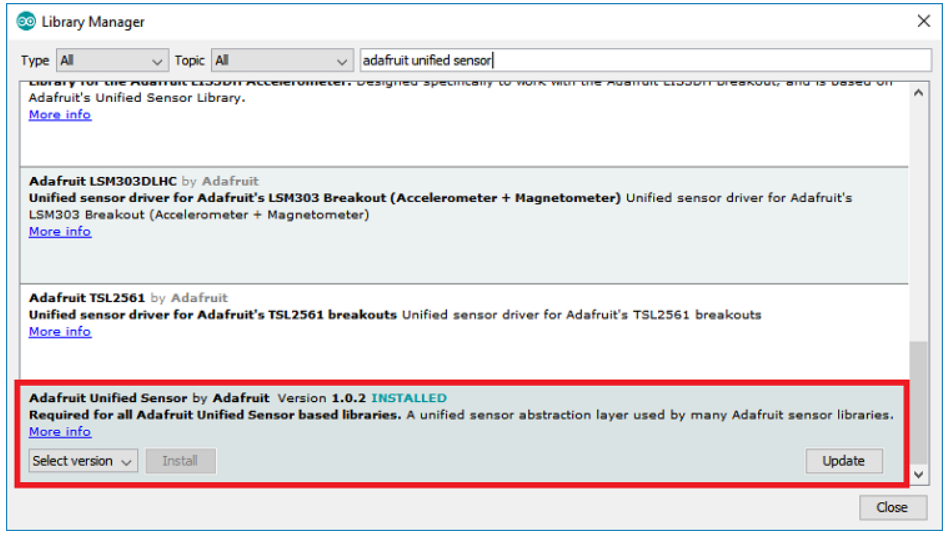 Library Manager
Type All Topic All adafruit unified sensor
Library for the Adafruit LIS3DH Accelerometer. Designed specifically to work with the Adafruit LIS3DH Breakout, and is based on
Adafruit's Unified Sensor Library.
More info
Adafruit LSM303DLHC by Adafruit
Unified sensor driver for Adafruit's LSM303 Breakout (Accelerometer + Magnetometer) Unified sensor driver for Adafruit's
LSM303 Breakout (Accelerometer + Magnetometer)
More info
Adafruit TSL2561 by Adafruit
Unified sensor driver for Adafruit's TSL2561 breakouts Unified sensor driver for Adafruit's TSL2561 breakouts
More info
Adafruit Unified Sensor by Adafruit Version 1.0.2 INSTALLED
Required for all Adafruit Unified Sensor based libraries. A unified sensor abstraction layer used by many Adafruit sensor libraries.
More info
Select version Install Update
Close